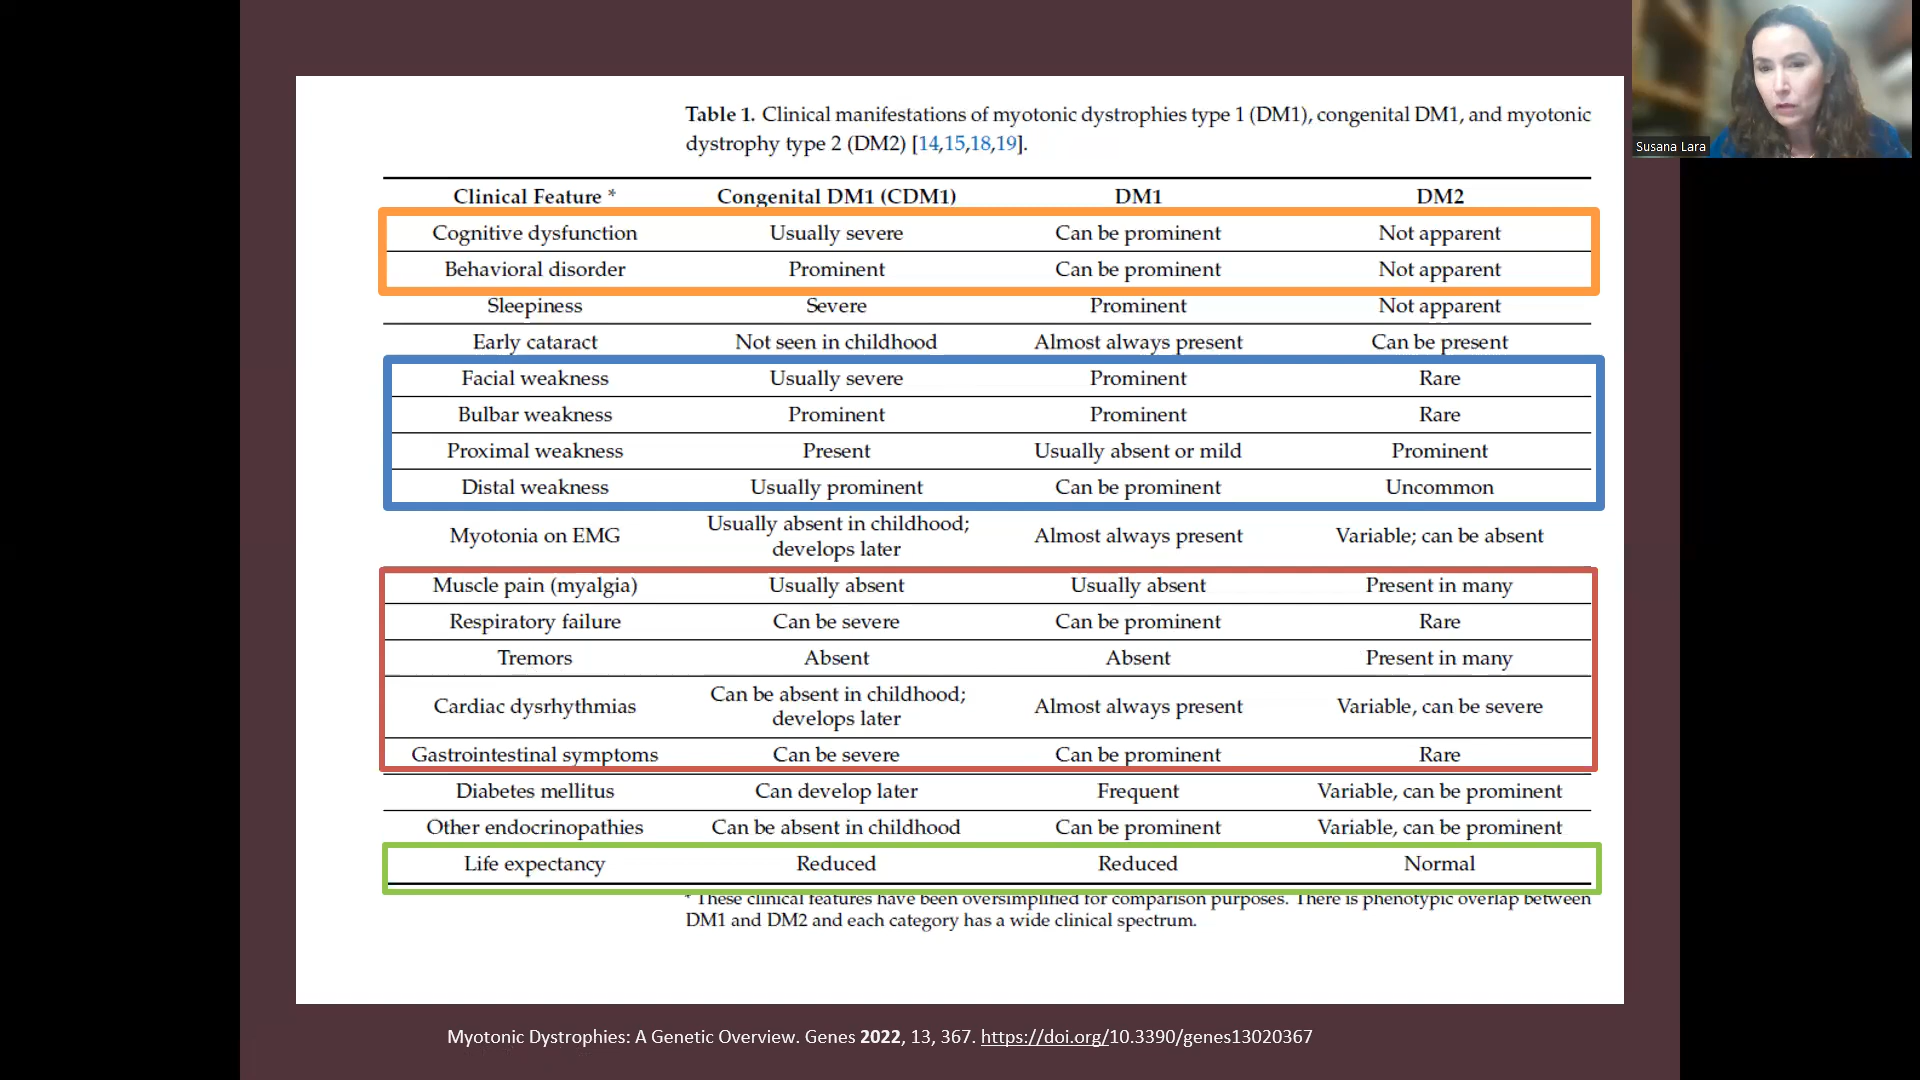 Susana Lara
Table 1. Clinical manifestations of myotonic dystrophies type 1 (DM1), congenital DM1, and myotonic
dystrophy type 2 (DM2) [14,15,18,19].
Clinical Feature * Congenital DM1 (CDM1) DM1 DM2
Cognitive dysfunction Usually severe Can be prominent Not apparent
Behavioral disorder Prominent Can be prominent Not apparent
Sleepiness Severe Prominent Not apparent
Early cataract Not seen in childhood Almost always present Can be present
Facial weakness Usually severe Prominent Rare
Bulbar weakness Prominent Prominent Rare
Proximal weakness Present Usually absent or mild Prominent
Distal weakness Usually prominent Can be prominent Uncommon
Myotonia on EMG Usually absent in childhood; develops later Almost always present Variable; can be absent
Muscle pain (myalgia) Usually absent Usually absent Present in many
Respiratory failure Can be severe Can be prominent Rare
Tremors Absent Absent Present in many
Cardiac dysrhythmias Can be absent in childhood; develops later Almost always present Variable, can be severe
Gastrointestinal symptoms Can be severe Can be prominent Rare
Diabetes mellitus Can develop later Frequent Variable, can be prominent
Other endocrinopathies Can be absent in childhood Can be prominent Variable, can be prominent
Life expectancy Reduced Reduced Normal
* These clinical features have been oversimplified for comparison purposes. There is phenotypic overlap between
DM1 and DM2 and each category has a wide clinical spectrum.
Myotonic Dystrophies: A Genetic Overview. Genes 2022, 13, 367. https://doi.org/10.3390/genes13020367